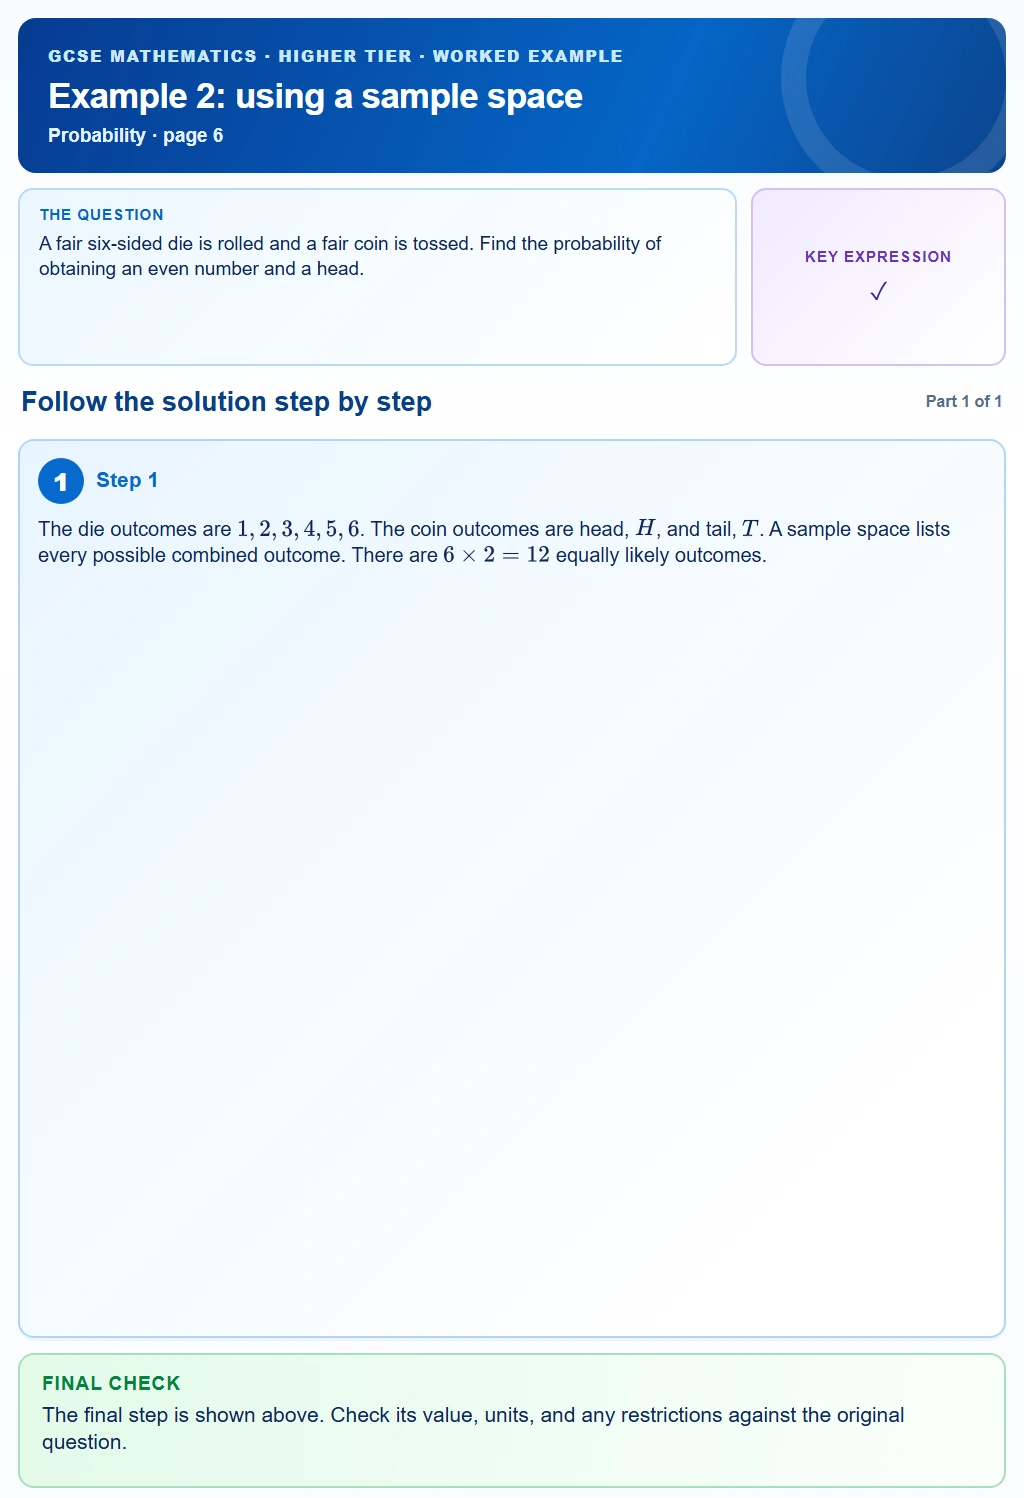 GCSE MATHEMATICS · HIGHER TIER · WORKED EXAMPLE
Example 2: using a sample space
Probability · page 6
THE QUESTION
A fair six-sided die is rolled and a fair coin is tossed. Find the probability of
obtaining an even number and a head.
KEY EXPRESSION
✓
Follow the solution step by step
Part 1 of 1
1 Step 1
The die outcomes are 1, 2, 3, 4, 5, 6. The coin outcomes are head, H, and tail, T. A sample space lists
every possible combined outcome. There are 6 × 2 = 12 equally likely outcomes.
FINAL CHECK
The final step is shown above. Check its value, units, and any restrictions against the original
question.